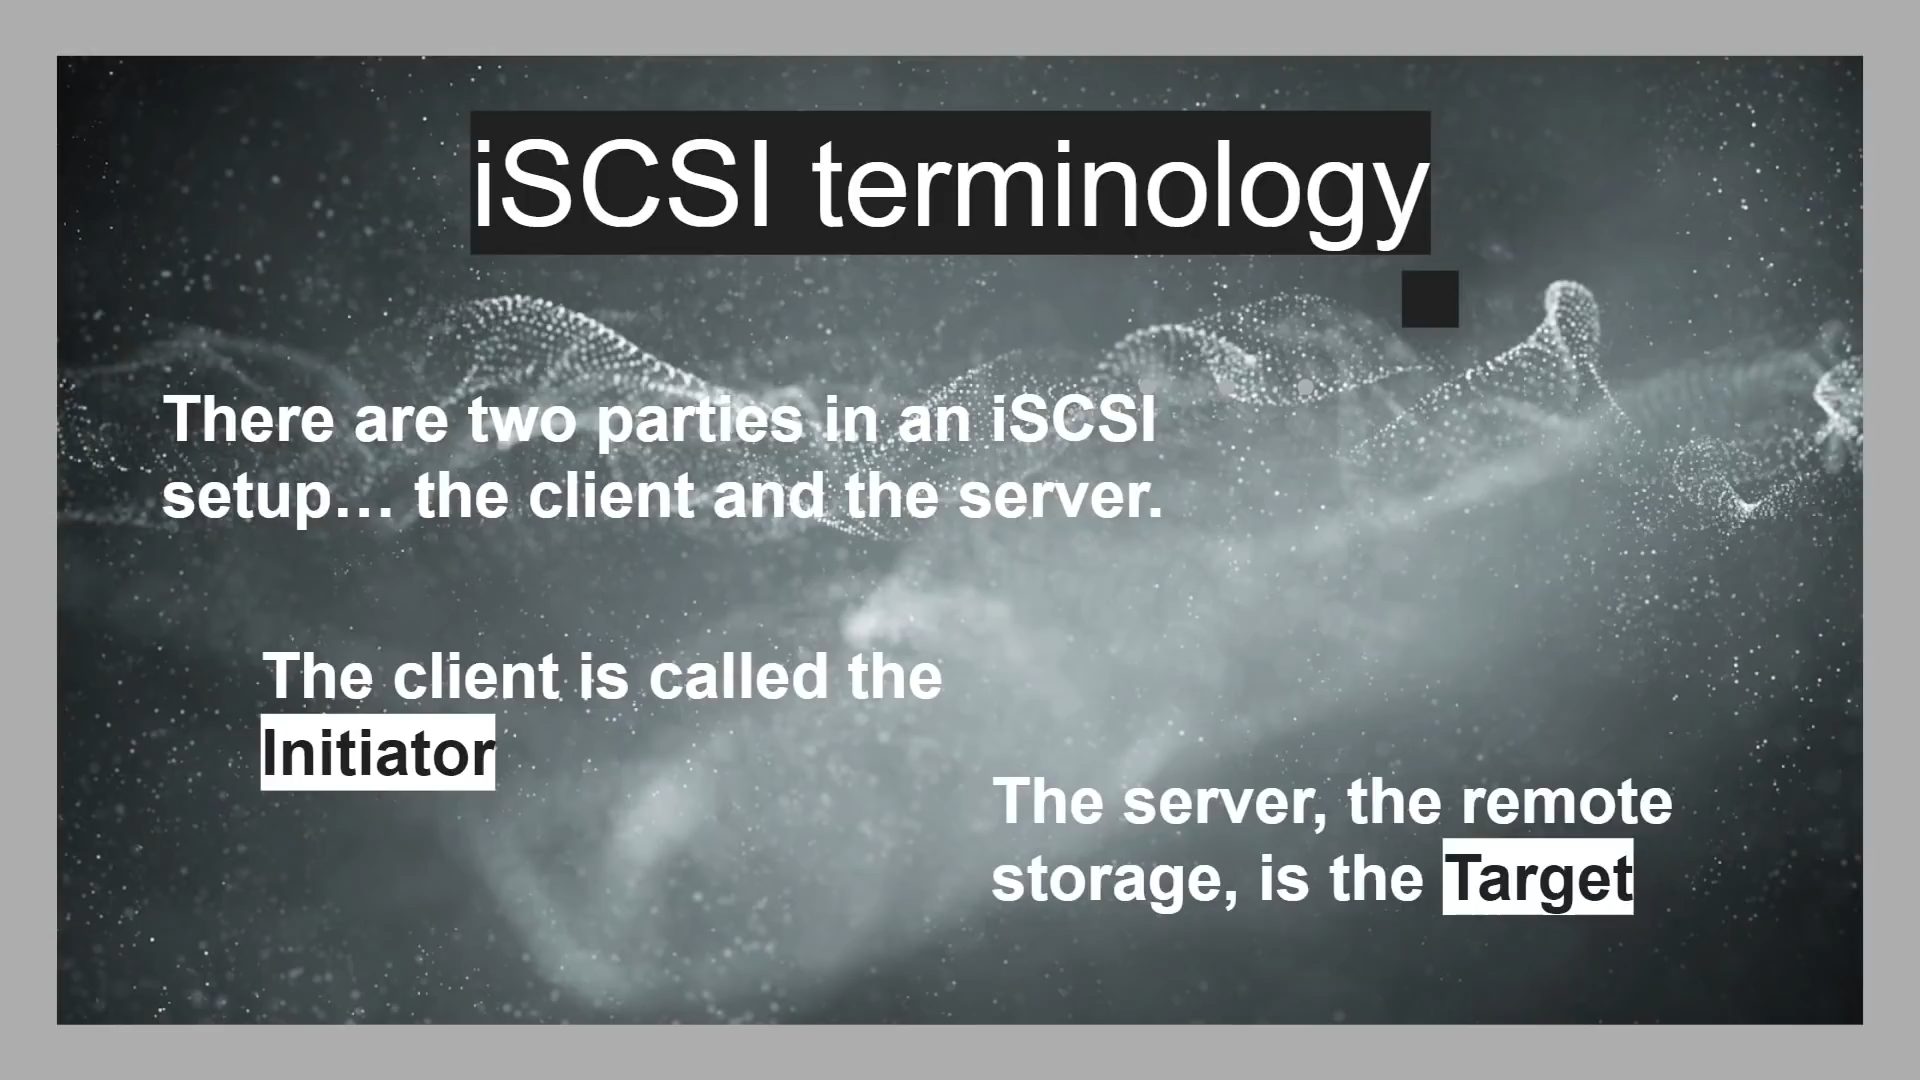 iSCSI terminology
There are two parties in an iSCSI
setup… the client and the server.
The client is called the
Initiator
The server, the remote
storage, is the Target